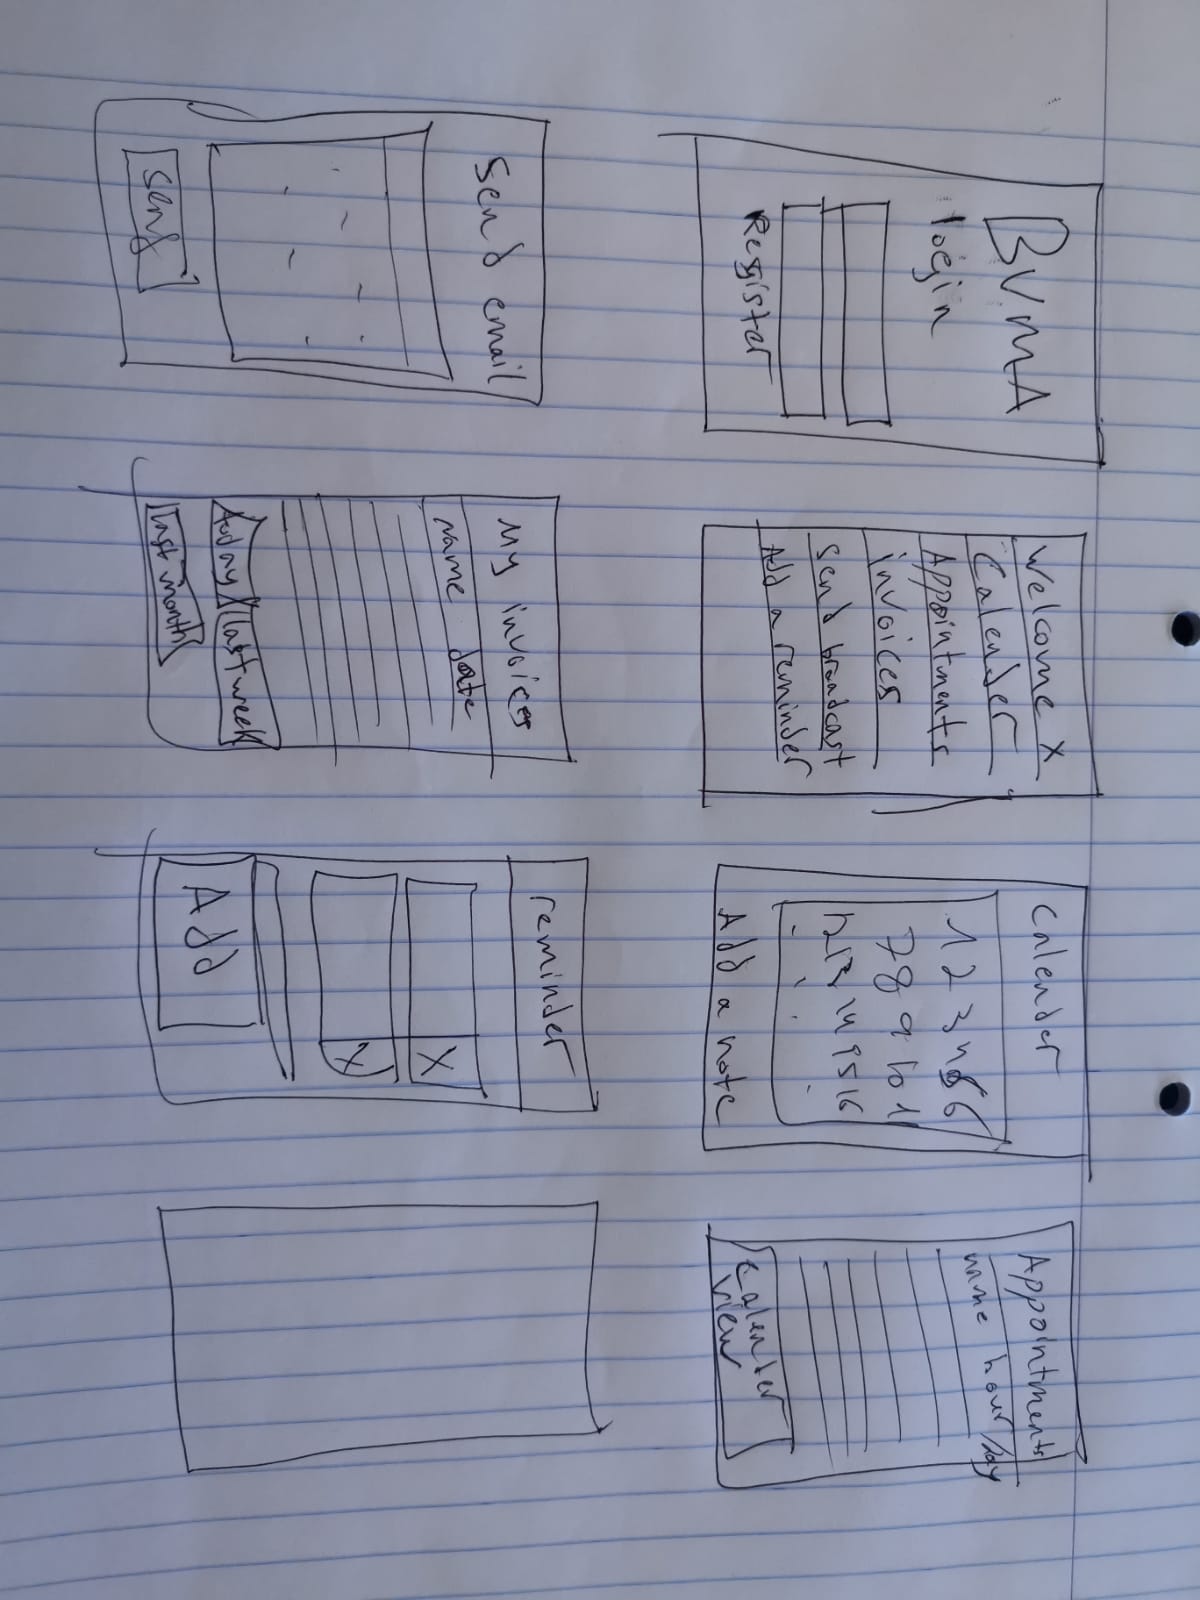 BVMA
login
Regsister
Welcome X
Calender
Appointments
invoices
Send broadcast
Add a reminder
Calender
1 2 3 4 5 6
7 8 9 10 11
12 13 14 15 16
Add a note
Appointments
name hour/day
Calender
view
Send email
Send
My invoices
name date
today last week
last month
reminder
X
X
Add